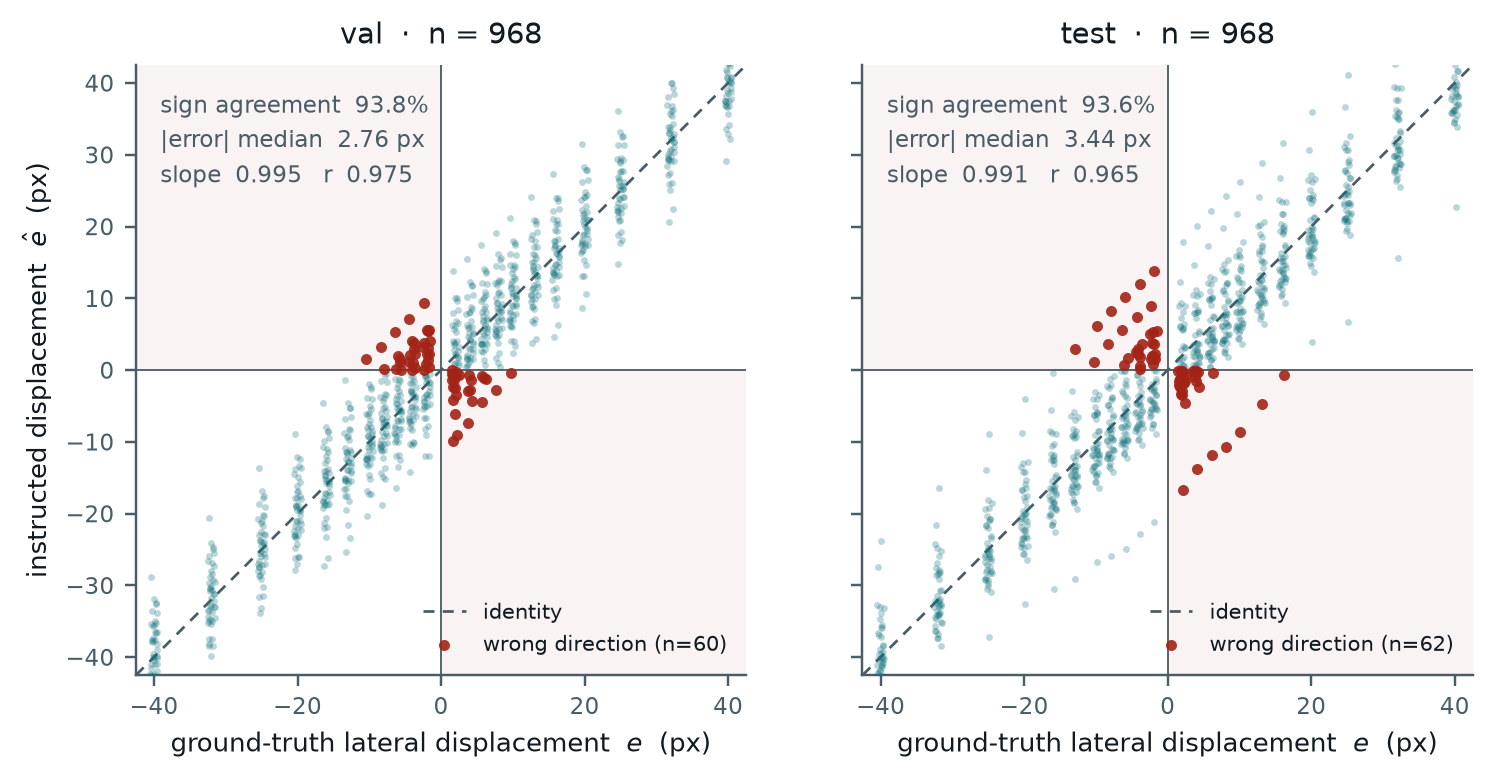 val · n = 968
sign agreement 93.8%
|error| median 2.76 px
slope 0.995 r 0.975
identity
wrong direction (n=60)
40
30
20
10
0
−10
−20
−30
−40
−40 −20 0 20 40
instructed displacement ê (px)
ground-truth lateral displacement e (px)
test · n = 968
sign agreement 93.6%
|error| median 3.44 px
slope 0.991 r 0.965
identity
wrong direction (n=62)
−40 −20 0 20 40
ground-truth lateral displacement e (px)